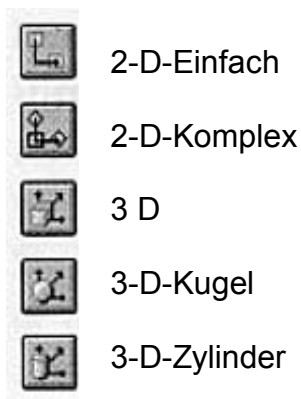 2-D-Einfach
2-D-Komplex
3 D
3-D-Kugel
3-D-Zylinder